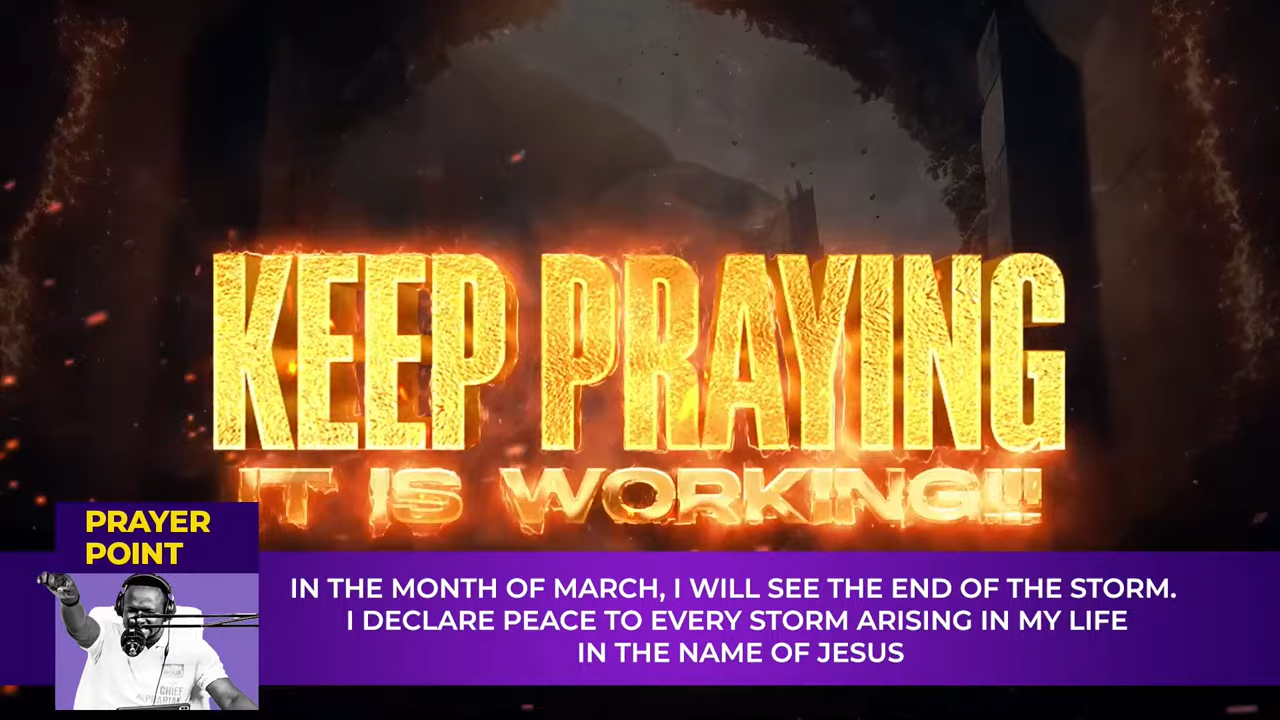 KEEP PRAYING
IT IS WORKING!!!
PRAYER
POINT
IN THE MONTH OF MARCH, I WILL SEE THE END OF THE STORM.
I DECLARE PEACE TO EVERY STORM ARISING IN MY LIFE
IN THE NAME OF JESUS
CHIEF